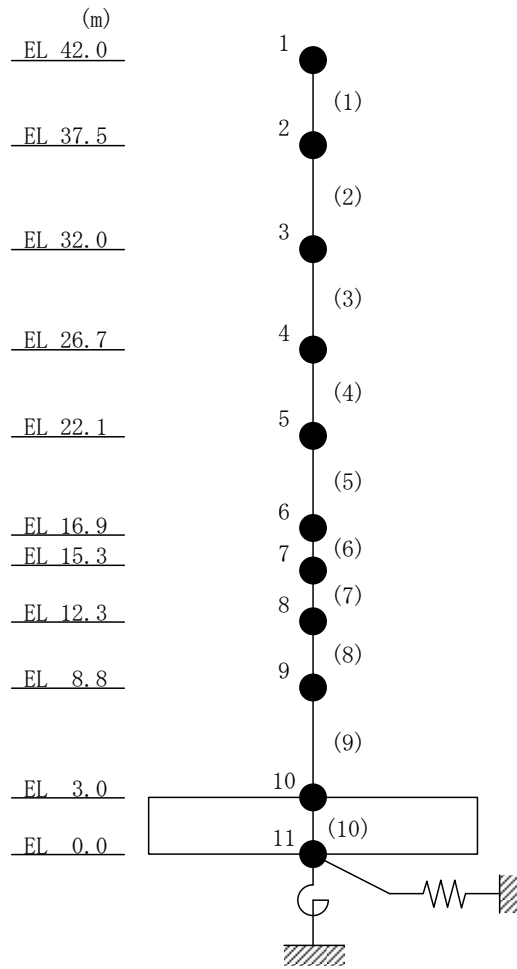 (m)
EL 42.0 1
(1)
EL 37.5 2
(2)
EL 32.0 3
(3)
EL 26.7 4
(4)
EL 22.1 5
(5)
EL 16.9 6
(6)
EL 15.3 7
(7)
EL 12.3 8
(8)
EL 8.8 9
(9)
EL 3.0 10
(10)
EL 0.0 11